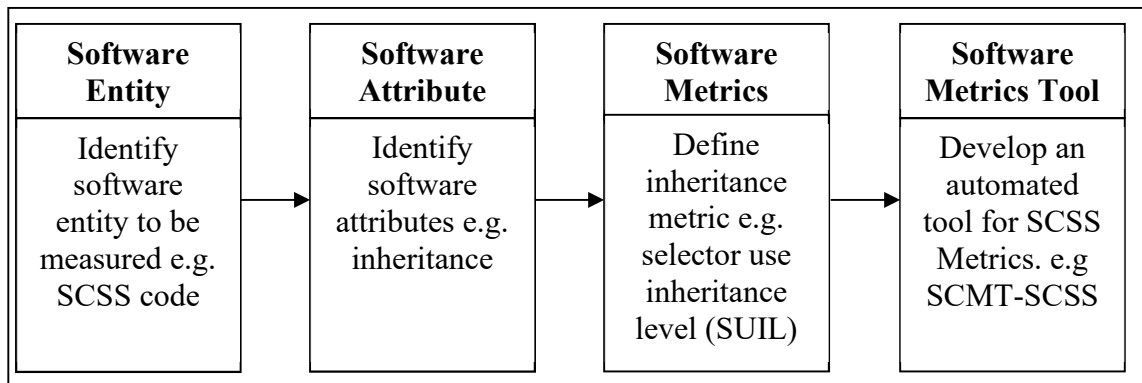 Software
Entity
Identify
software
entity to be
measured e.g.
SCSS code
Software
Attribute
Identify
software
attributes e.g.
inheritance
Software
Metrics
Define
inheritance
metric e.g.
selector use
inheritance
level (SUIL)
Software
Metrics Tool
Develop an
automated
tool for SCSS
Metrics. e.g
SCMT-SCSS